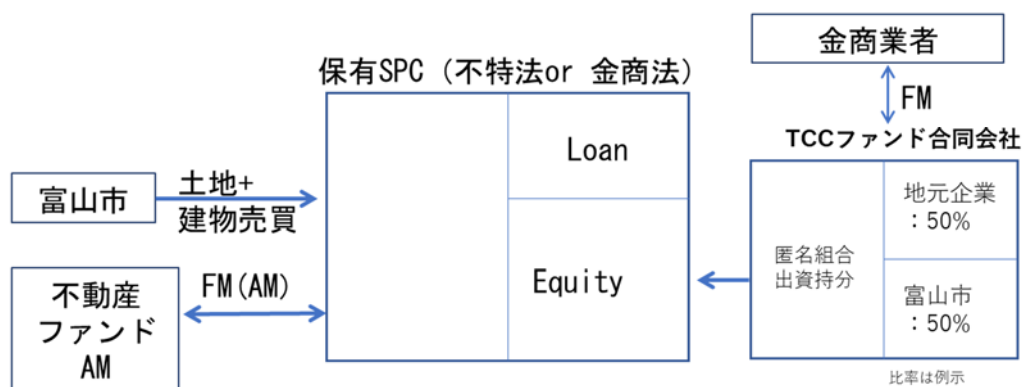 金商業者
保有SPC (不特法or 金商法)
FM
TCCファンド合同会社
Loan
土地+
富山市
建物売買
地元企業
：50%
匿名組合
出資持分
Equity
FM(AM)
不動産
ファンド
AM
富山市
：50%
比率は例示